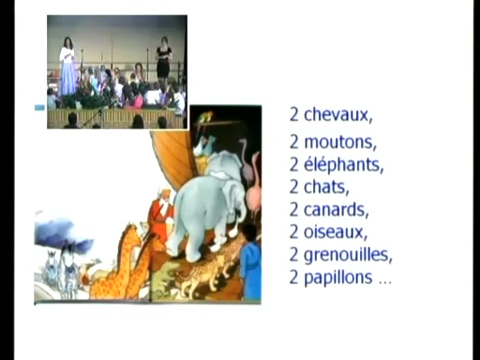 2 chevaux,
2 moutons,
2 éléphants,
2 chats,
2 canards,
2 oiseaux,
2 grenouilles,
2 papillons ...